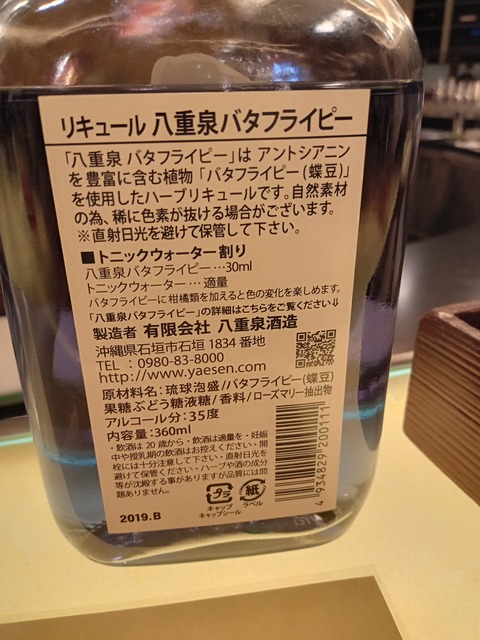 リキュール 八重泉バタフライピー
「八重泉 バタフライピー」は アントシアニン
を豊富に含む植物 「バタフライピー(蝶豆)」
を使用したハーブリキュールです。自然素材
の為、稀に色素が抜ける場合がございます。
※直射日光を避けて保管して下さい。
■トニックウォーター割り
八重泉バタフライピー…30ml
トニックウォーター…適量
バタフライピーに柑橘類を加えると色の変化を楽しめます。
「八重泉バタフライピー」の詳細はこちらをご覧ください⇩
製造者 有限会社 八重泉酒造
沖縄県石垣市石垣 1834 番地
TEL : 0980-83-8000
http://www.yaesen.com
原材料名:琉球泡盛/バタフライピー(蝶豆)
果糖ぶどう糖液糖/香料/ローズマリー抽出物
アルコール分:35度
内容量:360ml
・飲酒は 20 歳から・飲酒は適量を・妊娠
中や授乳期の飲酒はお控えください・開
栓には十分注意して下さい・直射日光を
避けて保管ください・ハーブや酒の成分
等が沈殿する事がありますが品質には問
題ありません。
プラ
キャップ
キャップシール
紙
ラベル
4 934829 200111
2019.B